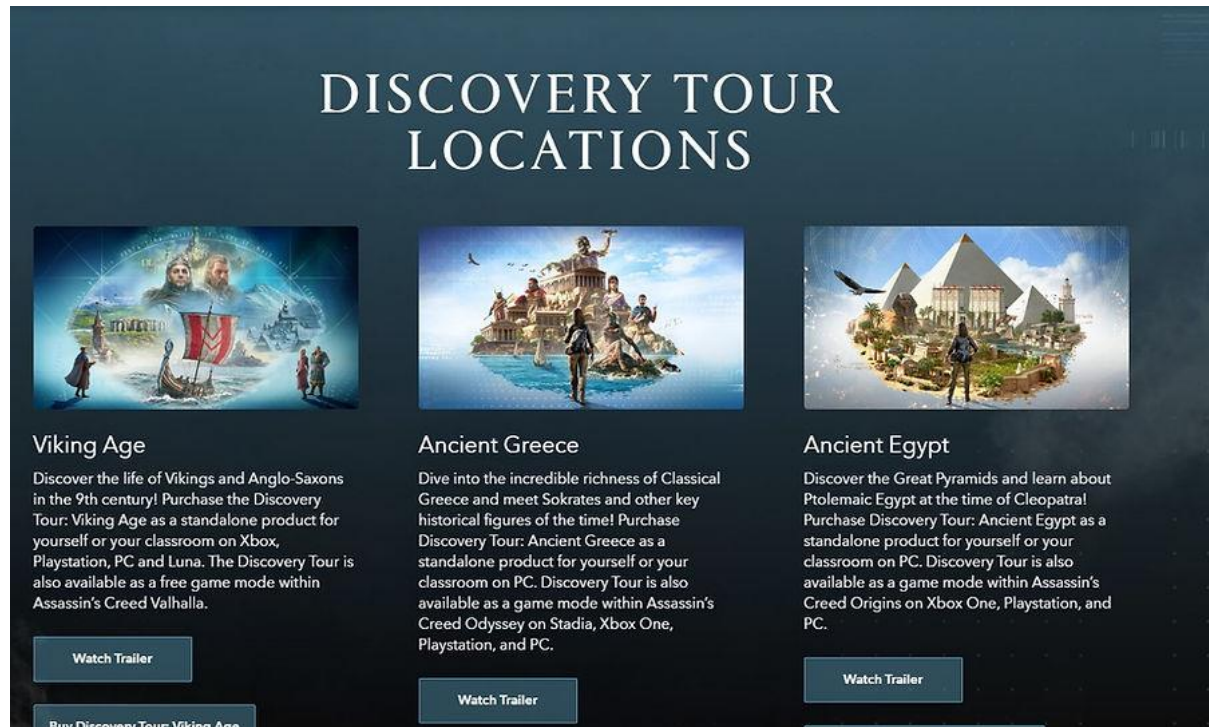 DISCOVERY TOUR
LOCATIONS
Viking Age
Discover the life of Vikings and Anglo-Saxons
in the 9th century! Purchase the Discovery
Tour: Viking Age as a standalone product for
yourself or your classroom on Xbox,
Playstation, PC and Luna. The Discovery Tour is
also available as a free game mode within
Assassin's Creed Valhalla.
Watch Trailer
Buy Discovery Tour: Viking Age
Ancient Greece
Dive into the incredible richness of Classical
Greece and meet Sokrates and other key
historical figures of the time! Purchase
Discovery Tour: Ancient Greece as a
standalone product for yourself or your
classroom on PC. Discovery Tour is also
available as a game mode within Assassin's
Creed Odyssey on Stadia, Xbox One,
Playstation, and PC.
Watch Trailer
Ancient Egypt
Discover the Great Pyramids and learn about
Ptolemaic Egypt at the time of Cleopatra!
Purchase Discovery Tour: Ancient Egypt as a
standalone product for yourself or your
classroom on PC. Discovery Tour is also
available as a game mode within Assassin's
Creed Origins on Xbox One, Playstation, and
PC.
Watch Trailer